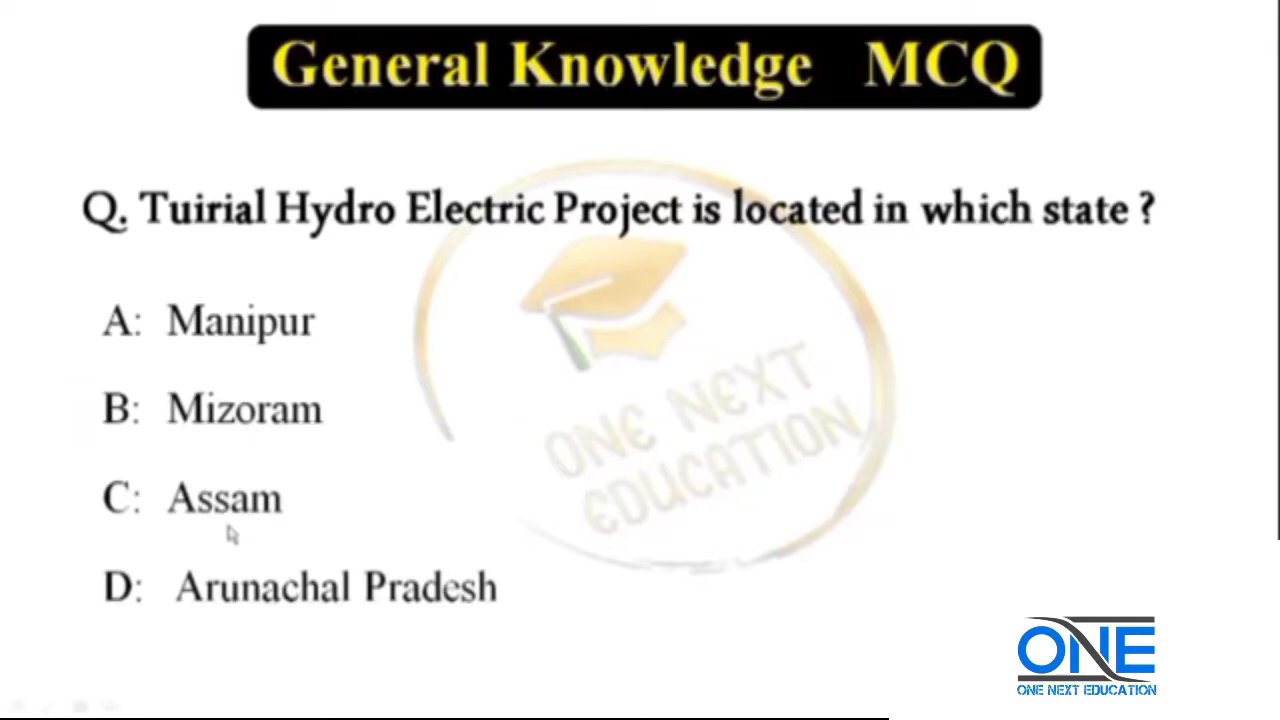 General Knowledge MCQ
Q. Tuirial Hydro Electric Project is located in which state ?
A: Manipur
B: Mizoram
C: Assam
D: Arunachal Pradesh
ONE NEXT
EDUCATION
ONE
ONE NEXT EDUCATION